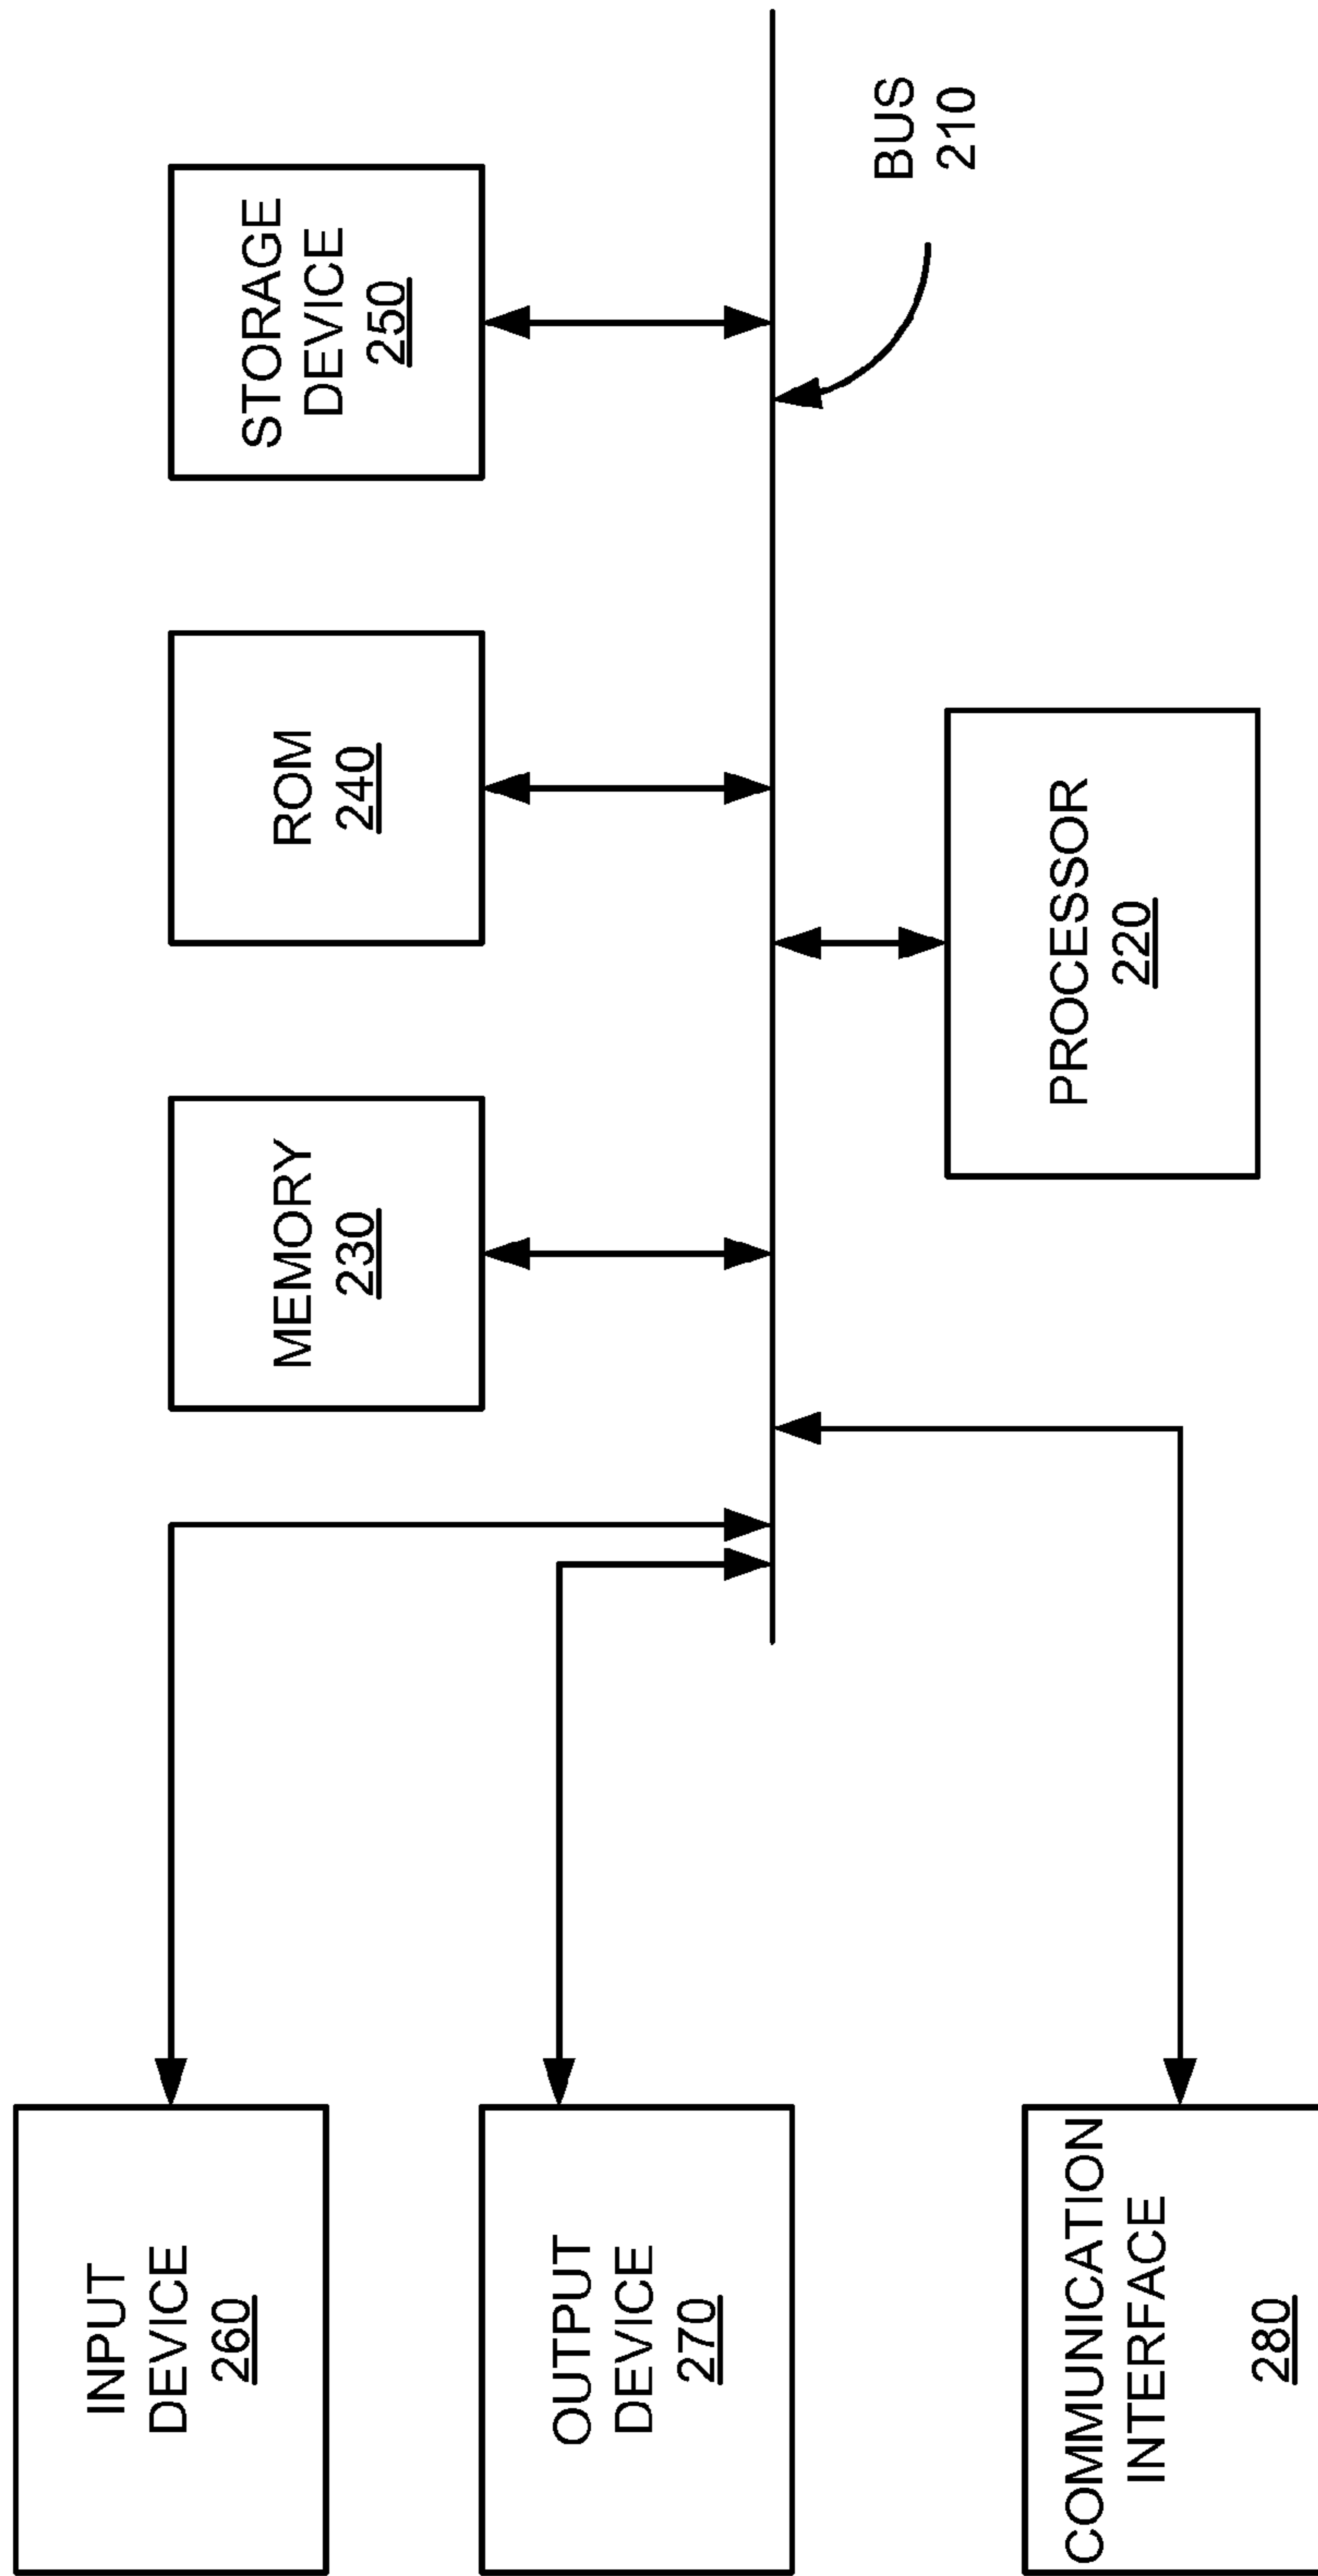 INPUT
DEVICE
260
OUTPUT
DEVICE
270
COMMUNICATION
INTERFACE
280
MEMORY
230
ROM
240
STORAGE
DEVICE
250
PROCESSOR
220
BUS
210